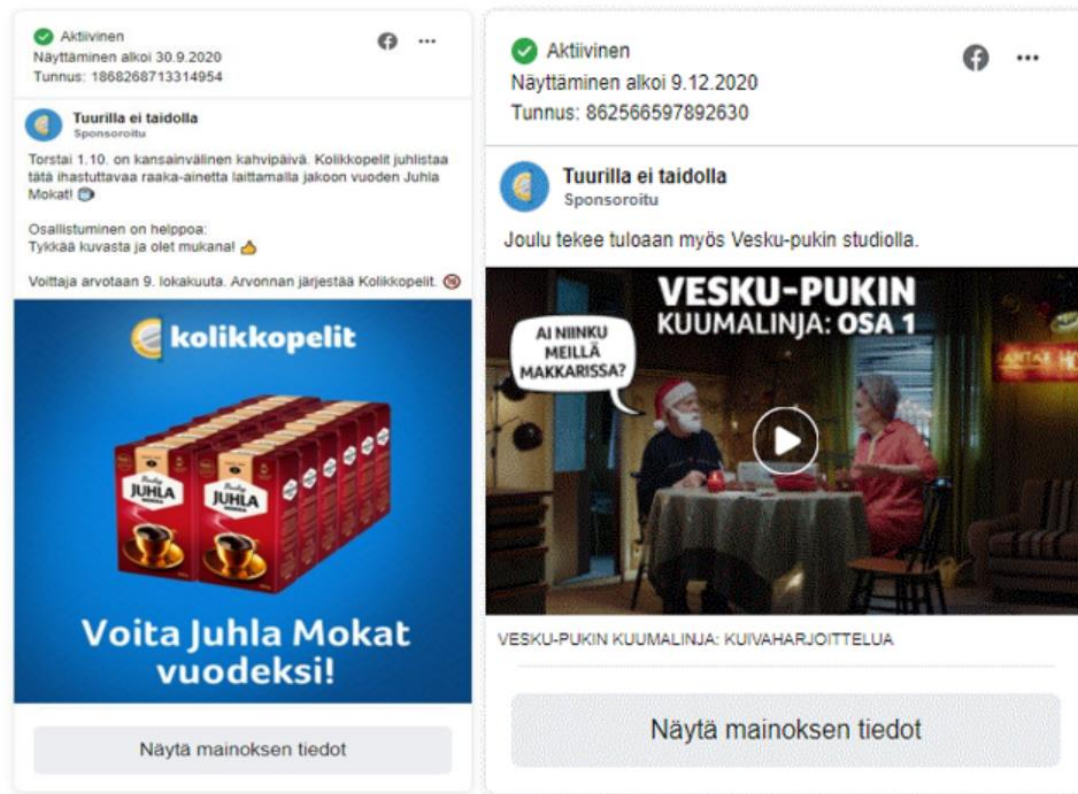 Aktiivinen
Näyttäminen alkoi 30.9.2020
Tunnus: 1868268713314954
Tuurilla ei taidolla
Sponsoroitu
Torstai 1.10. on kansainvälinen kahvipäivä. Kolikkopelit juhlistaa
tätä ihastuttavaa raaka-ainetta laittamalla jakoon vuoden Juhla
Mokat!
Osallistuminen on helppoa:
Tykkää kuvasta ja olet mukana!
Voittaja arvotaan 9. lokakuuta. Arvonnan järjestää Kolikkopelit.
kolikkopelit
JUHLA
MOKKA
JUHLA
MOKKA
Voita Juhla Mokat
vuodeksi!
Näytä mainoksen tiedot
Aktiivinen
Näyttäminen alkoi 9.12.2020
Tunnus: 862566597892630
Tuurilla ei taidolla
Sponsoroitu
Joulu tekee tuloaan myös Vesku-pukin studiolla.
VESKU-PUKIN
KUUMALINJA: OSA 1
AI NIINKU
MEILLÄ
MAKKARISSA?
VESKU-PUKIN KUUMALINJA: KUIVAHARJOITTELUA
Näytä mainoksen tiedot